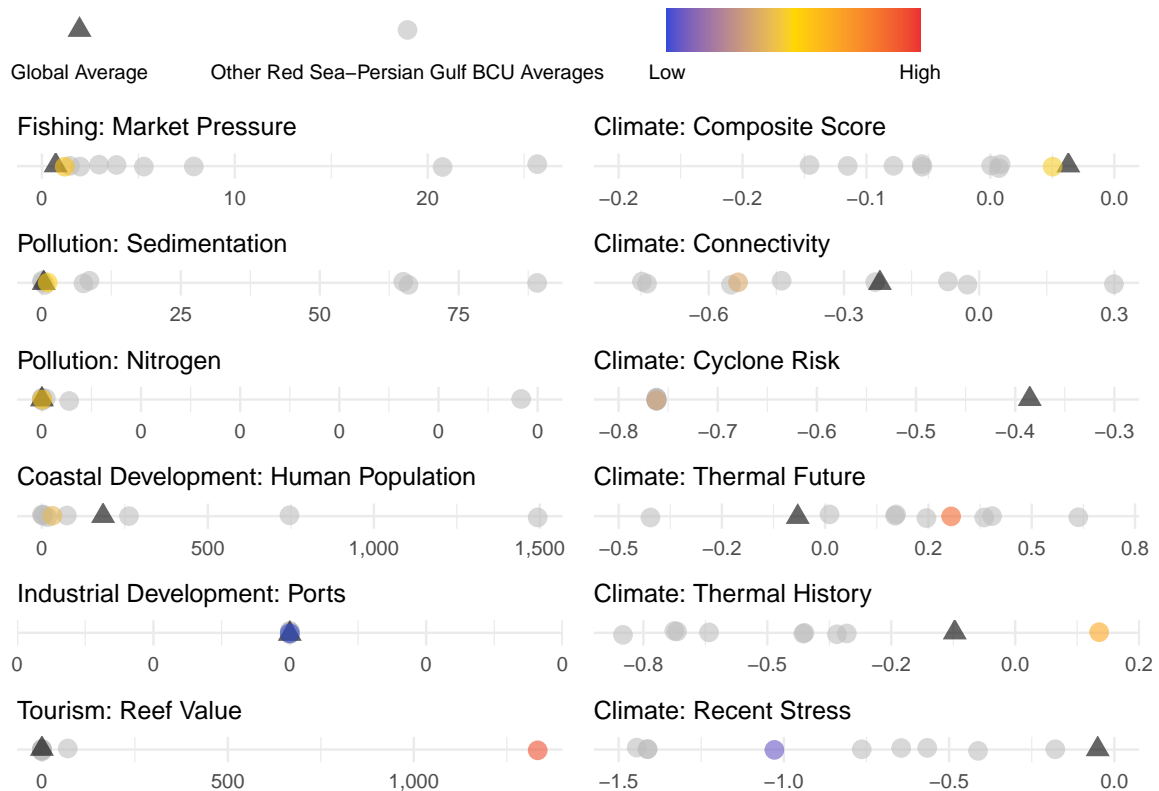 Global Average Other Red Sea−Persian Gulf BCU Averages Low High
Fishing: Market Pressure
0 10 20
Climate: Composite Score
−0.2 −0.2 −0.1 0.0 0.0
Pollution: Sedimentation
0 25 50 75
Climate: Connectivity
−0.6 −0.3 0.0 0.3
Pollution: Nitrogen
0 0 0 0 0 0
Climate: Cyclone Risk
−0.8 −0.7 −0.6 −0.5 −0.4 −0.3
Coastal Development: Human Population
0 500 1,000 1,500
Climate: Thermal Future
−0.5 −0.2 0.0 0.2 0.5 0.8
Industrial Development: Ports
0 0 0 0 0
Climate: Thermal History
−0.8 −0.5 −0.2 0.0 0.2
Tourism: Reef Value
0 500 1,000
Climate: Recent Stress
−1.5 −1.0 −0.5 0.0